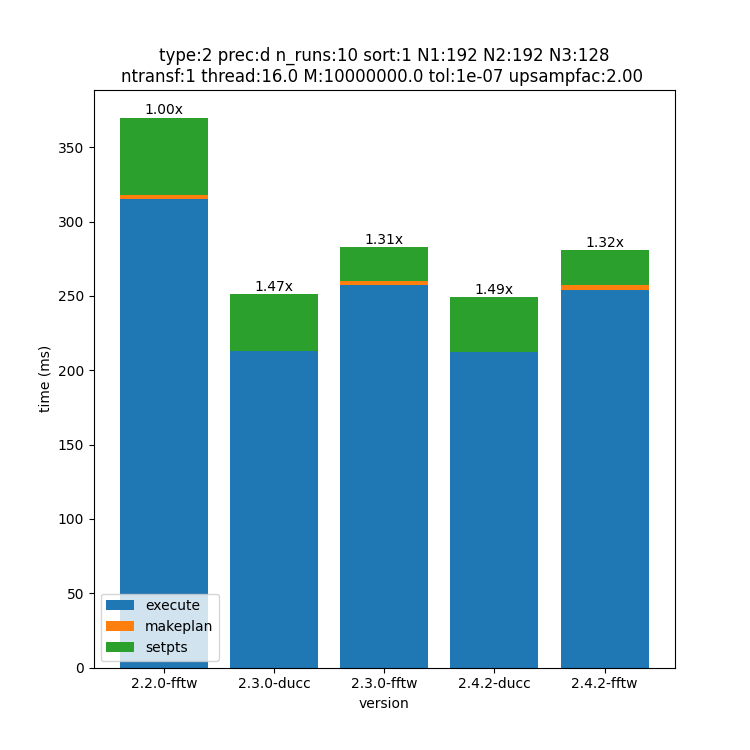 type:2 prec:d n_runs:10 sort:1 N1:192 N2:192 N3:128
ntransf:1 thread:16.0 M:10000000.0 tol:1e-07 upsampfac:2.00
1.00x
1.47x
1.31x
1.49x
1.32x
350
300
250
200
150
100
50
0
time (ms)
execute
makeplan
setpts
2.2.0-fftw
2.3.0-ducc
2.3.0-fftw
2.4.2-ducc
2.4.2-fftw
version